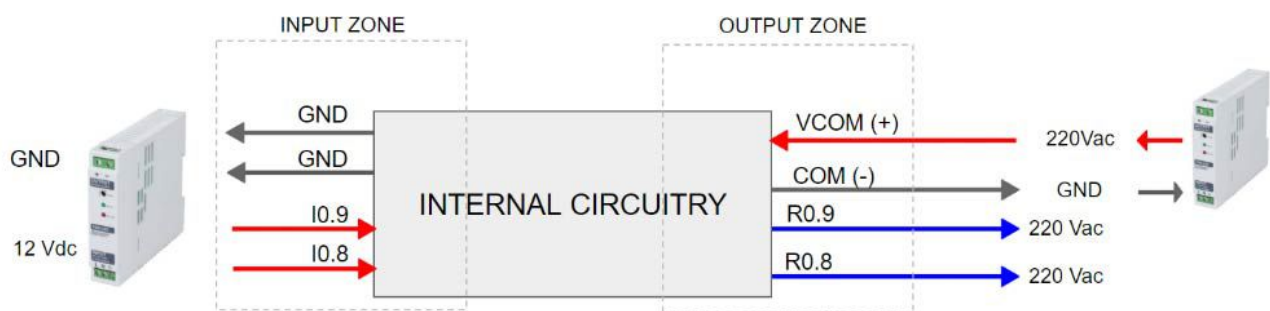 INPUT ZONE
OUTPUT ZONE
GND
GND
GND
12 Vdc
I0.9
I0.8
INTERNAL CIRCUITRY
VCOM (+)
220Vac
COM (-)
GND
R0.9
220 Vac
R0.8
220 Vac